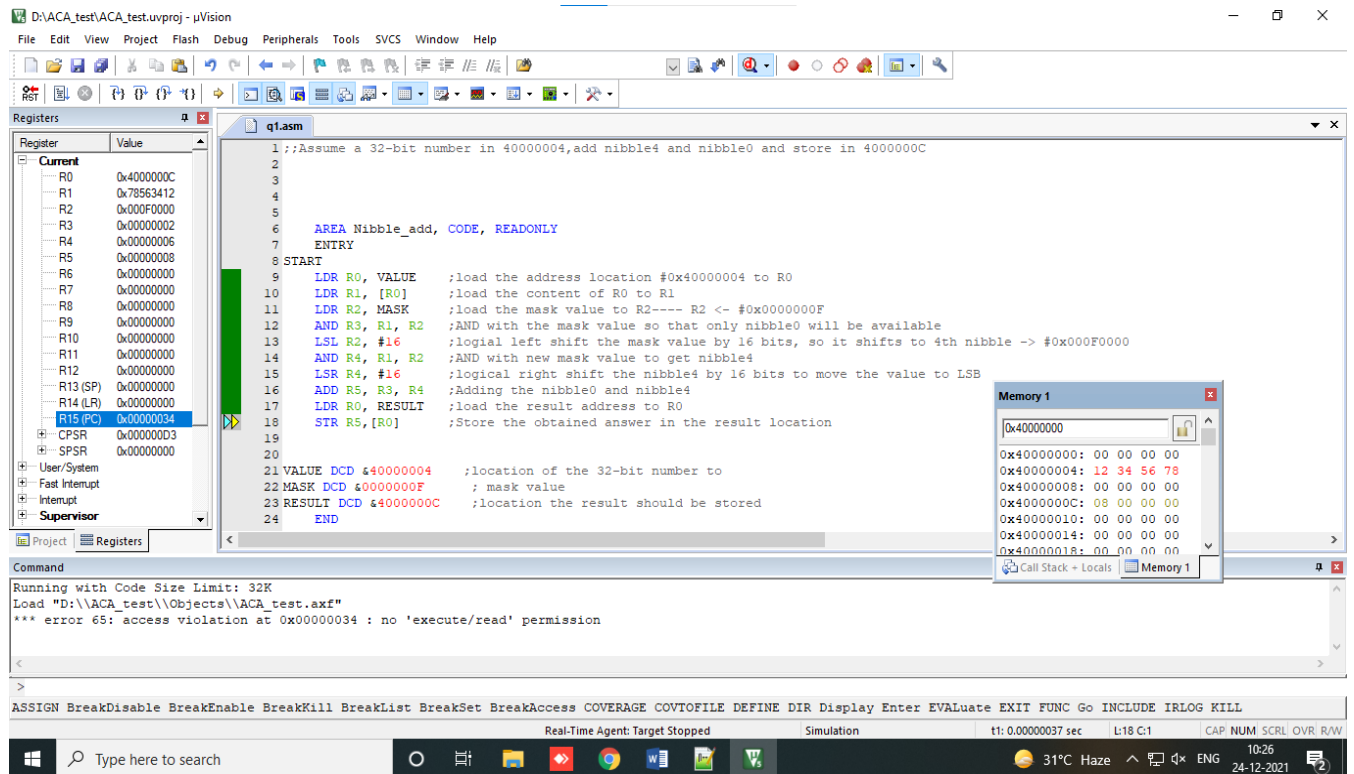 D:\ACA_test\ACA_test.uvproj - µVision
File Edit View Project Flash Debug Peripherals Tools SVCS Window Help
RST
Registers
q1.asm
Register Value
Current
R0 0x4000000C
R1 0x78563412
R2 0x000F0000
R3 0x00000002
R4 0x00000006
R5 0x00000008
R6 0x00000000
R7 0x00000000
R8 0x00000000
R9 0x00000000
R10 0x00000000
R11 0x00000000
R12 0x00000000
R13 (SP) 0x00000000
R14 (LR) 0x00000000
R15 (PC) 0x00000034
CPSR 0x000000D3
SPSR 0x00000000
User/System
Fast Interrupt
Interrupt
Supervisor
Project Registers
1 ;;Assume a 32-bit number in 40000004,add nibble4 and nibble0 and store in 4000000C
2
3
4
5
6 AREA Nibble_add, CODE, READONLY
7 ENTRY
8 START
9 LDR R0, VALUE ;load the address location #0x40000004 to R0
10 LDR R1, [R0] ;load the content of R0 to R1
11 LDR R2, MASK ;load the mask value to R2---- R2 <- #0x0000000F
12 AND R3, R1, R2 ;AND with the mask value so that only nibble0 will be available
13 LSL R2, #16 ;logial left shift the mask value by 16 bits, so it shifts to 4th nibble -> #0x000F0000
14 AND R4, R1, R2 ;AND with new mask value to get nibble4
15 LSR R4, #16 ;logical right shift the nibble4 by 16 bits to move the value to LSB
16 ADD R5, R3, R4 ;Adding the nibble0 and nibble4
17 LDR R0, RESULT ;load the result address to R0
18 STR R5,[R0] ;Store the obtained answer in the result location
19
20
21 VALUE DCD &40000004 ;location of the 32-bit number to
22 MASK DCD &0000000F ; mask value
23 RESULT DCD &4000000C ;location the result should be stored
24 END
Memory 1
0x40000000
0x40000000: 00 00 00 00
0x40000004: 12 34 56 78
0x40000008: 00 00 00 00
0x4000000C: 08 00 00 00
0x40000010: 00 00 00 00
0x40000014: 00 00 00 00
0x40000018: 00 00 00 00
Call Stack + Locals Memory 1
Command
Running with Code Size Limit: 32K
Load "D:\\ACA_test\\Objects\\ACA_test.axf"
*** error 65: access violation at 0x00000034 : no 'execute/read' permission
>
ASSIGN BreakDisable BreakEnable BreakKill BreakList BreakSet BreakAccess COVERAGE COVTOFILE DEFINE DIR Display Enter EVALuate EXIT FUNC Go INCLUDE IRLOG KILL
Real-Time Agent: Target Stopped Simulation t1: 0.00000037 sec L:18 C:1 CAP NUM SCRL OVR R/W
Type here to search 31°C Haze ENG 10:26
24-12-2021 2